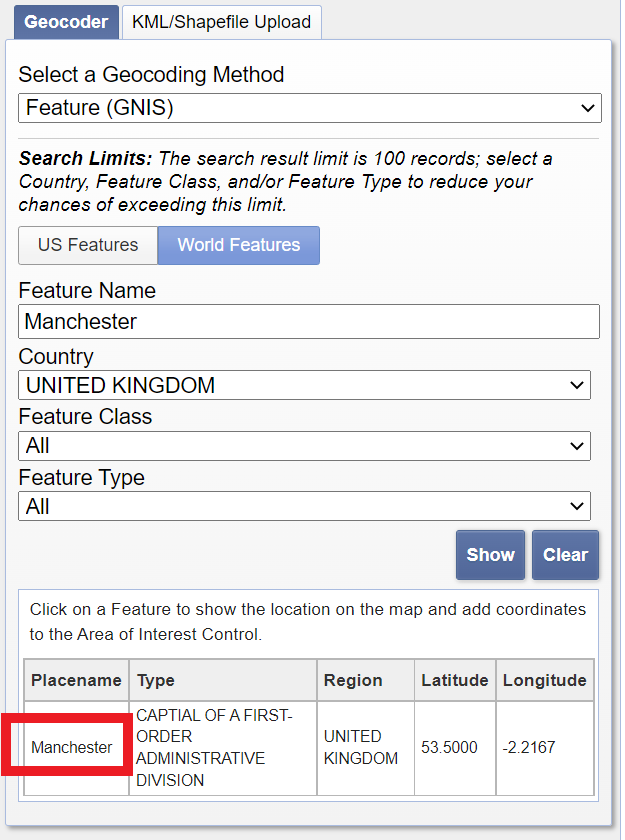 Geocoder KML/Shapefile Upload
Select a Geocoding Method
Feature (GNIS)
Search Limits: The search result limit is 100 records; select a
Country, Feature Class, and/or Feature Type to reduce your
chances of exceeding this limit.
US Features World Features
Feature Name
Manchester
Country
UNITED KINGDOM
Feature Class
All
Feature Type
All
Show Clear
Click on a Feature to show the location on the map and add coordinates
to the Area of Interest Control.
Placename Type Region Latitude Longitude
Manchester
CAPTIAL OF A FIRST-
ORDER
ADMINISTRATIVE
DIVISION
UNITED
KINGDOM
53.5000
-2.2167